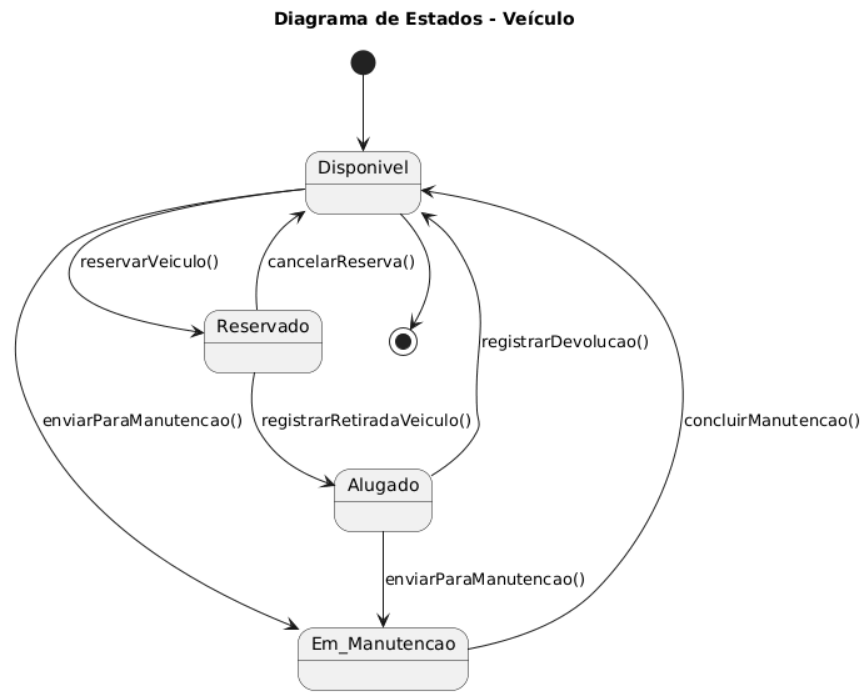 Diagrama de Estados - Veículo
Disponivel
reservarVeiculo()
cancelarReserva()
Reservado
registrarDevolucao()
enviarParaManutencao()
registrarRetiradaVeiculo()
concluirManutencao()
Alugado
enviarParaManutencao()
Em_Manutencao